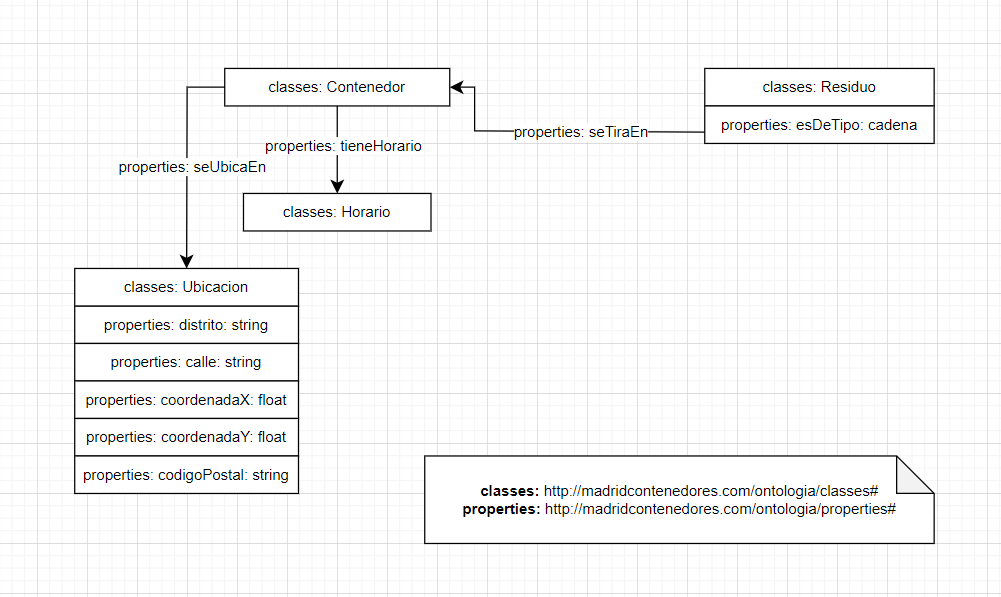 classes: Contenedor
classes: Residuo
properties: esDeTipo: cadena
properties: seTiraEn
properties: tieneHorario
properties: seUbicaEn
classes: Horario
classes: Ubicacion
properties: distrito: string
properties: calle: string
properties: coordenadaX: float
properties: coordenadaY: float
properties: codigoPostal: string
classes: http://madridcontenedores.com/ontologia/classes#
properties: http://madridcontenedores.com/ontologia/properties#